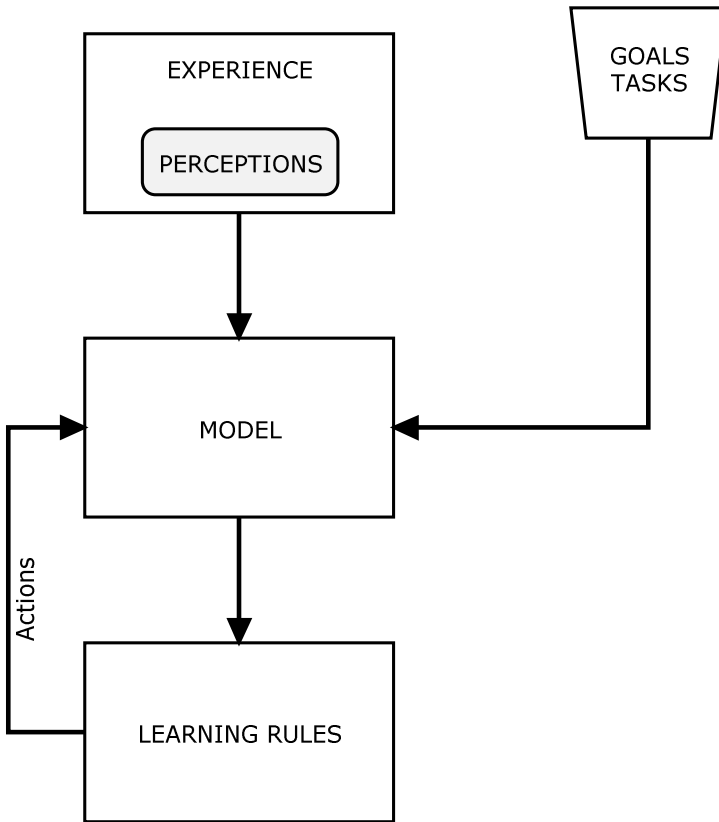 EXPERIENCE
PERCEPTIONS
GOALS
TASKS
MODEL
Actions
LEARNING RULES